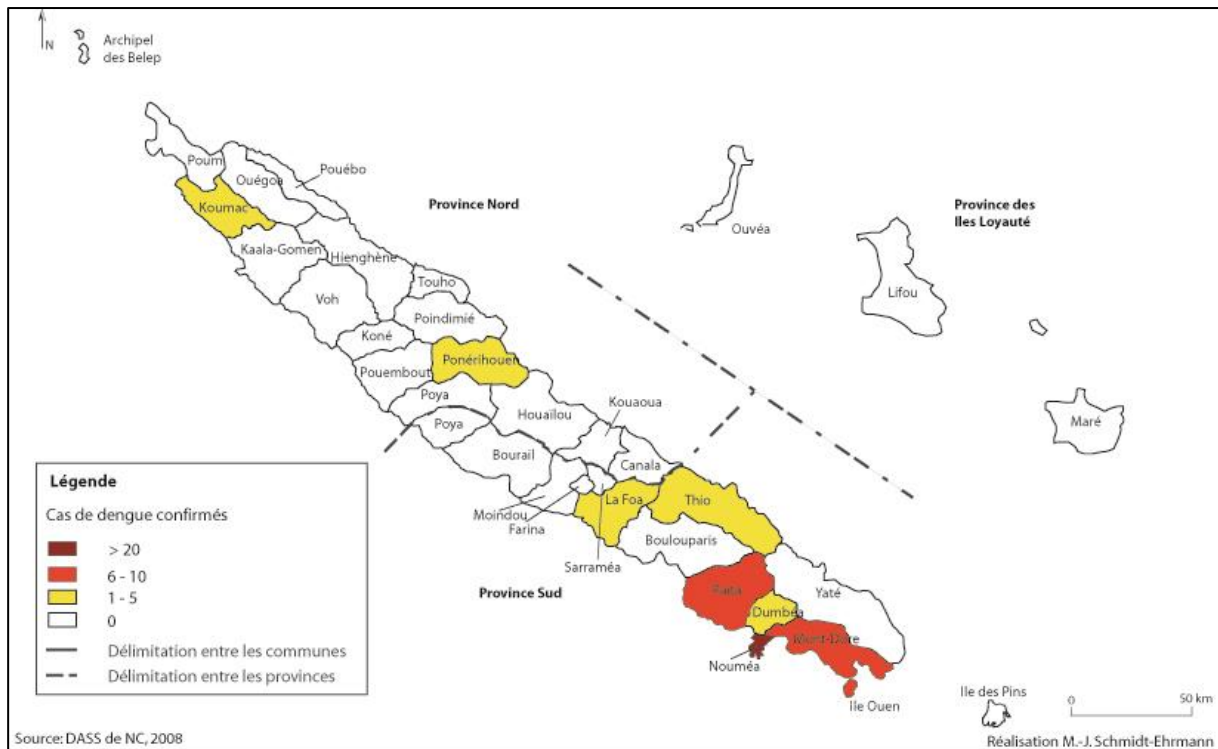 N
Archipel
des Belep
Poum
Pouébo
Ouégoa
Koumac
Province Nord
Province des
Iles Loyauté
Ouvéa
Kaala-Gomen
Hienghène
Touho
Lifou
Voh
Poindimié
Koné
Ponérihouen
Pouembout
Poya
Kouaoua
Houaïlou
Maré
Poya
Bourail
Canala
La Foa
Thio
Moindou
Farina
Boulouparis
Sarraméa
Province Sud
Païta
Yaté
Dumbéa
Mont-Dore
Nouméa
Ile Ouen
Ile des Pins
0 50 km
Légende
Cas de dengue confirmés
> 20
6 - 10
1 - 5
0
Délimitation entre les communes
Délimitation entre les provinces
Source: DASS de NC, 2008
Réalisation M.-J. Schmidt-Ehrmann